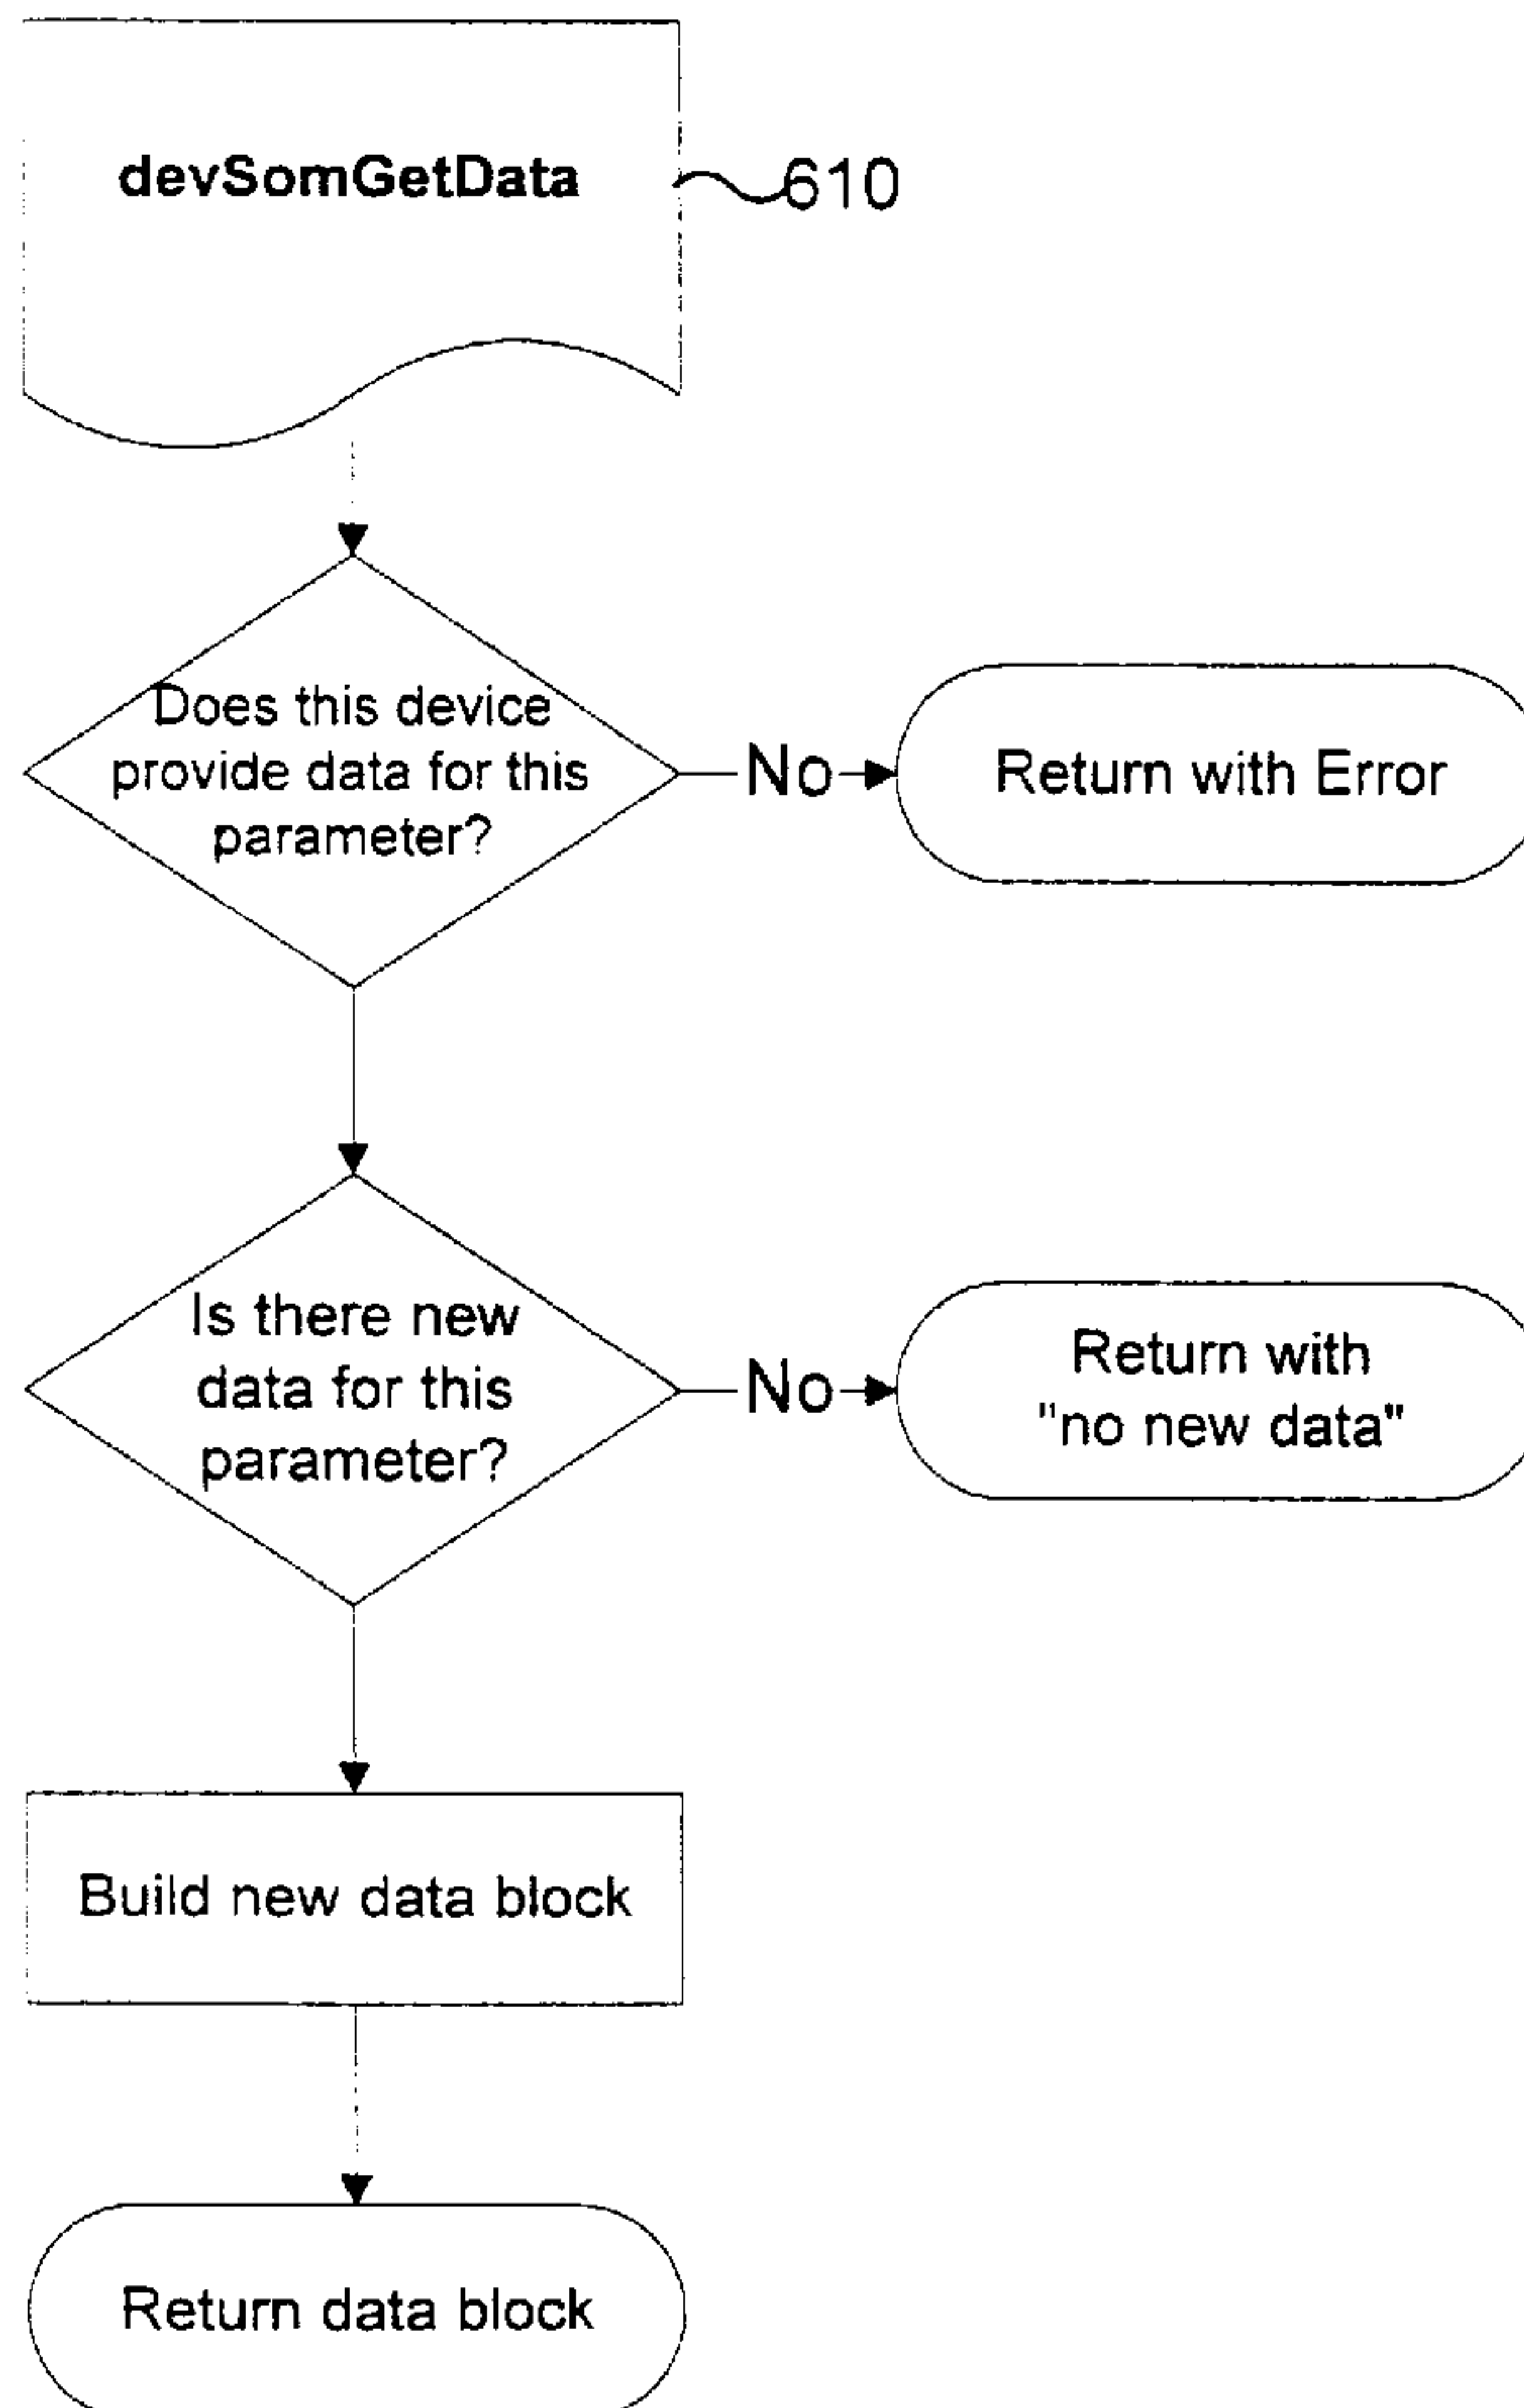 devSomGetData
610
Does this device
provide data for this
parameter?
No
Return with Error
Is there new
data for this
parameter?
No
Return with
"no new data"
Build new data block
Return data block